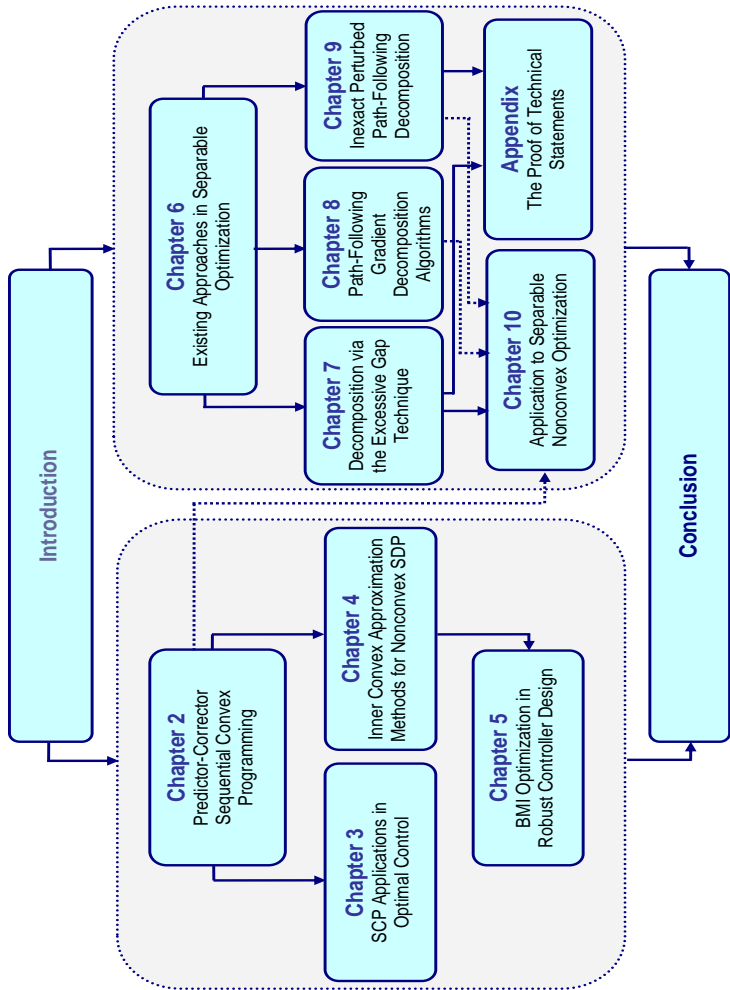 Introduction
Chapter 2
Predictor-Corrector
Sequential Convex
Programming
Chapter 3
SCP Applications in
Optimal Control
Chapter 4
Inner Convex Approximation
Methods for Nonconvex SDP
Chapter 5
BMI Optimization in
Robust Controller Design
Chapter 6
Existing Approaches in Separable
Optimization
Chapter 7
Decomposition via
the Excessive Gap
Technique
Chapter 8
Path-Following
Gradient
Decomposition
Algorithms
Chapter 9
Inexact Perturbed
Path-Following
Decomposition
Chapter 10
Application to Separable
Nonconvex Optimization
Appendix
The Proof of Technical
Statements
Conclusion